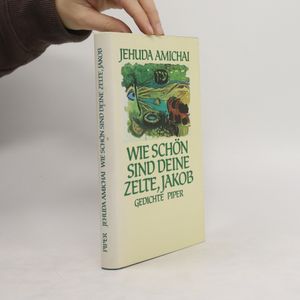 JEHUDA AMICHAI
WIE SCHÖN
SIND DEINE
ZELTE, JAKOB
GEDICHTE PIPER
PIPER JEHUDA AMICHAI WIE SCHÖN SIND DEINE ZELTE, JAKOB